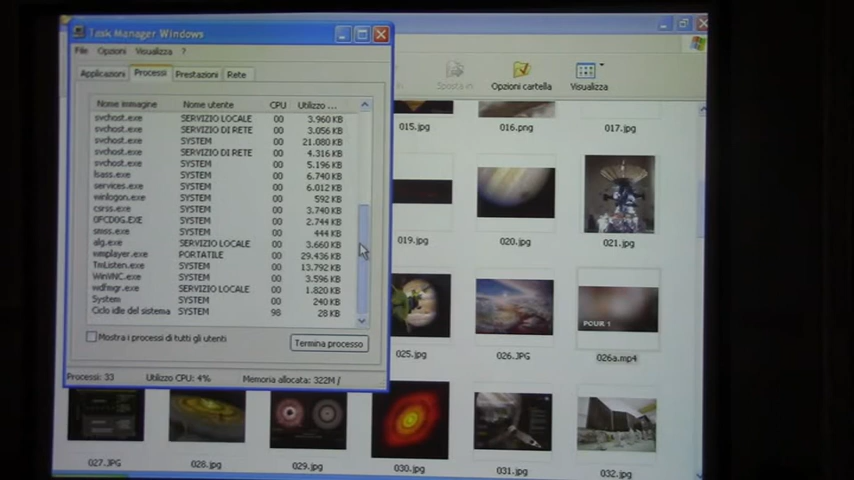 Task Manager Windows
File Opzioni Visualizza ?
Applicazioni Processi Prestazioni Rete
Nome immagine Nome utente CPU Utilizzo ...
svchost.exe SERVIZIO LOCALE 00 3.960 KB
svchost.exe SERVIZIO DI RETE 00 3.056 KB
svchost.exe SYSTEM 00 21.080 KB
svchost.exe SERVIZIO DI RETE 00 4.316 KB
svchost.exe SYSTEM 00 5.196 KB
lsass.exe SYSTEM 00 6.740 KB
services.exe SYSTEM 00 6.012 KB
winlogon.exe SYSTEM 00 592 KB
csrss.exe SYSTEM 00 3.740 KB
OPCDOG.EXE SYSTEM 00 2.744 KB
smss.exe SYSTEM 00 444 KB
alg.exe SERVIZIO LOCALE 00 3.660 KB
wmplayer.exe PORTATILE 00 29.436 KB
TmListen.exe SYSTEM 00 13.792 KB
WinVNC.exe SYSTEM 00 3.596 KB
wdfmgr.exe SERVIZIO LOCALE 00 1.820 KB
System SYSTEM 00 240 KB
Ciclo idle del sistema SYSTEM 98 28 KB
Mostra i processi di tutti gli utenti
Termina processo
Processi: 33 Utilizzo CPU: 4% Memoria allocata: 322M /
Sposta in Opzioni cartella Visualizza
015.jpg 016.png 017.jpg
019.jpg 020.jpg 021.jpg
POUR 1
025.jpg 026.JPG 026a.mp4
027.JPG 028.jpg 029.jpg 030.jpg 031.jpg 032.jpg